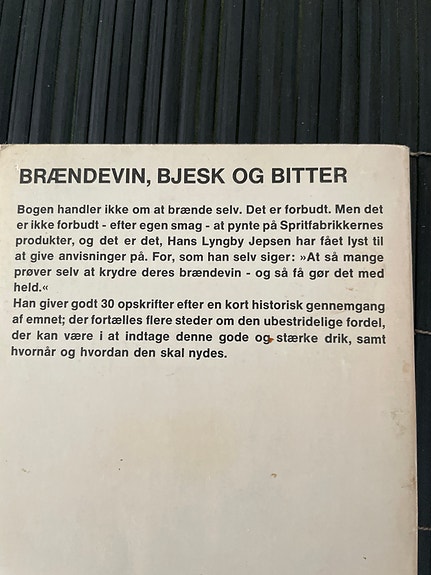 BRÆNDEVIN, BJESK OG BITTER
Bogen handler ikke om at brænde selv. Det er forbudt. Men det
er ikke forbudt - efter egen smag - at pynte på Spritfabrikkernes
produkter, og det er det, Hans Lyngby Jepsen har fået lyst til
at give anvisninger på. For, som han selv siger: »At så mange
prøver selv at krydre deres brændevin - og så få gør det med
held.«
Han giver godt 30 opskrifter efter en kort historisk gennemgang
af emnet; der fortælles flere steder om den ubestridelige fordel,
der kan være i at indtage denne gode og stærke drik, samt
hvornår og hvordan den skal nydes.